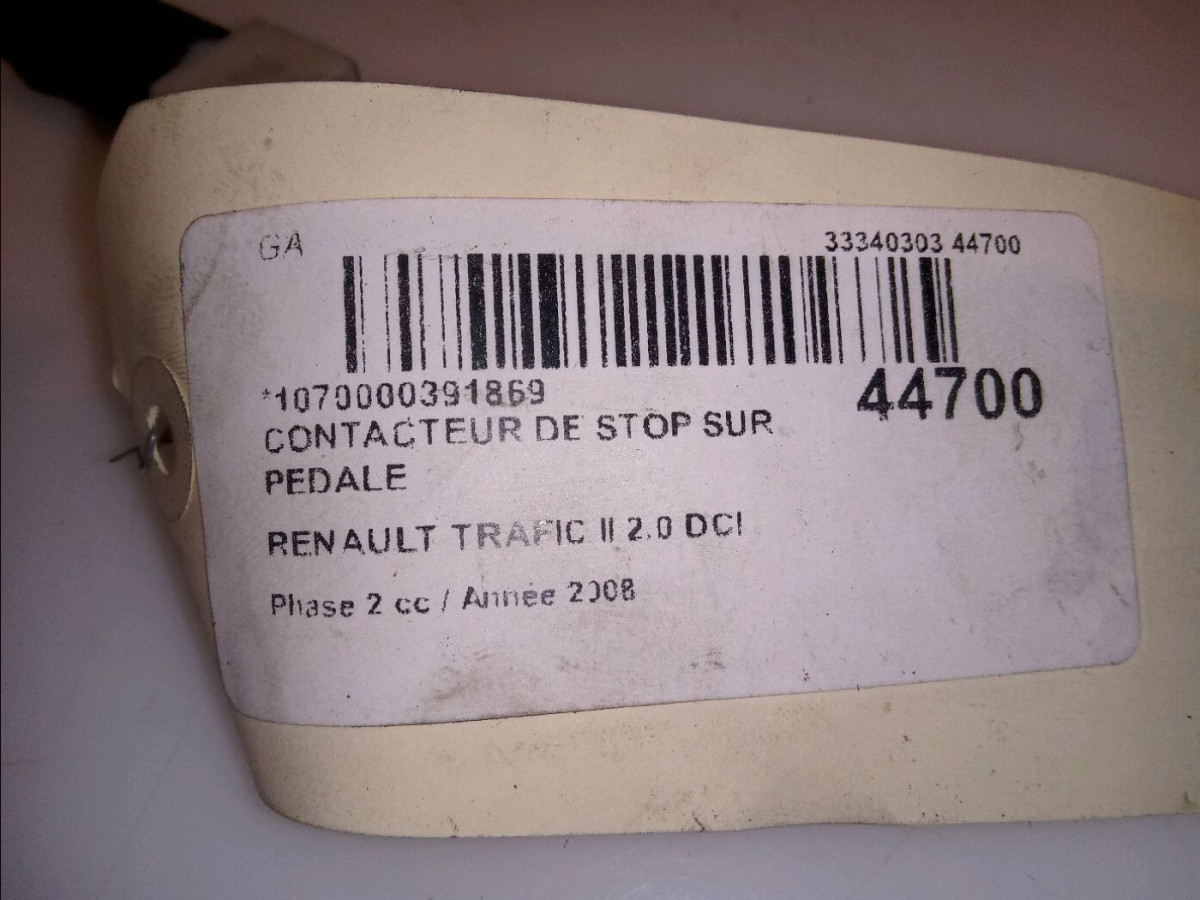 GA
33340303 44700
*1070000391869
44700
CONTACTEUR DE STOP SUR
PEDALE
RENAULT TRAFIC II 2.0 DCI
Phase 2 cc / Année 2008